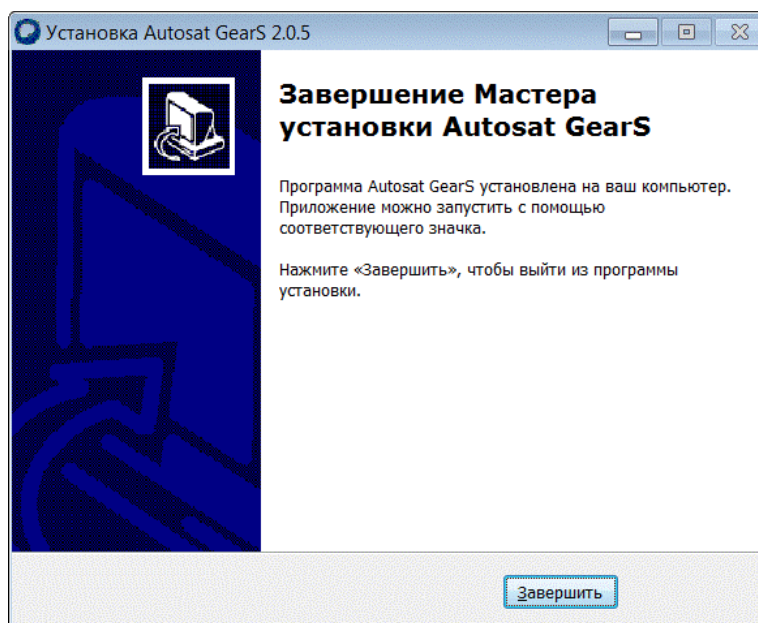 Установка Autosat GearS 2.0.5
Завершение Мастера
установки Autosat GearS
Программа Autosat GearS установлена на ваш компьютер.
Приложение можно запустить с помощью
соответствующего значка.
Нажмите «Завершить», чтобы выйти из программы
установки.
Завершить